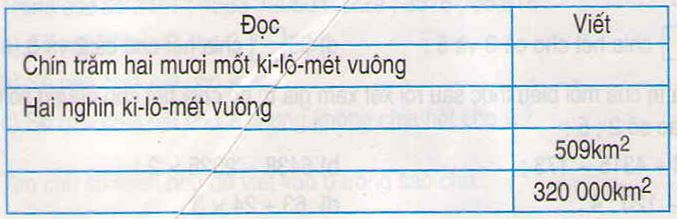 Đọc Viết
Chín trăm hai mươi mốt ki-lô-mét vuông
Hai nghìn ki-lô-mét vuông
509km²
320 000km²